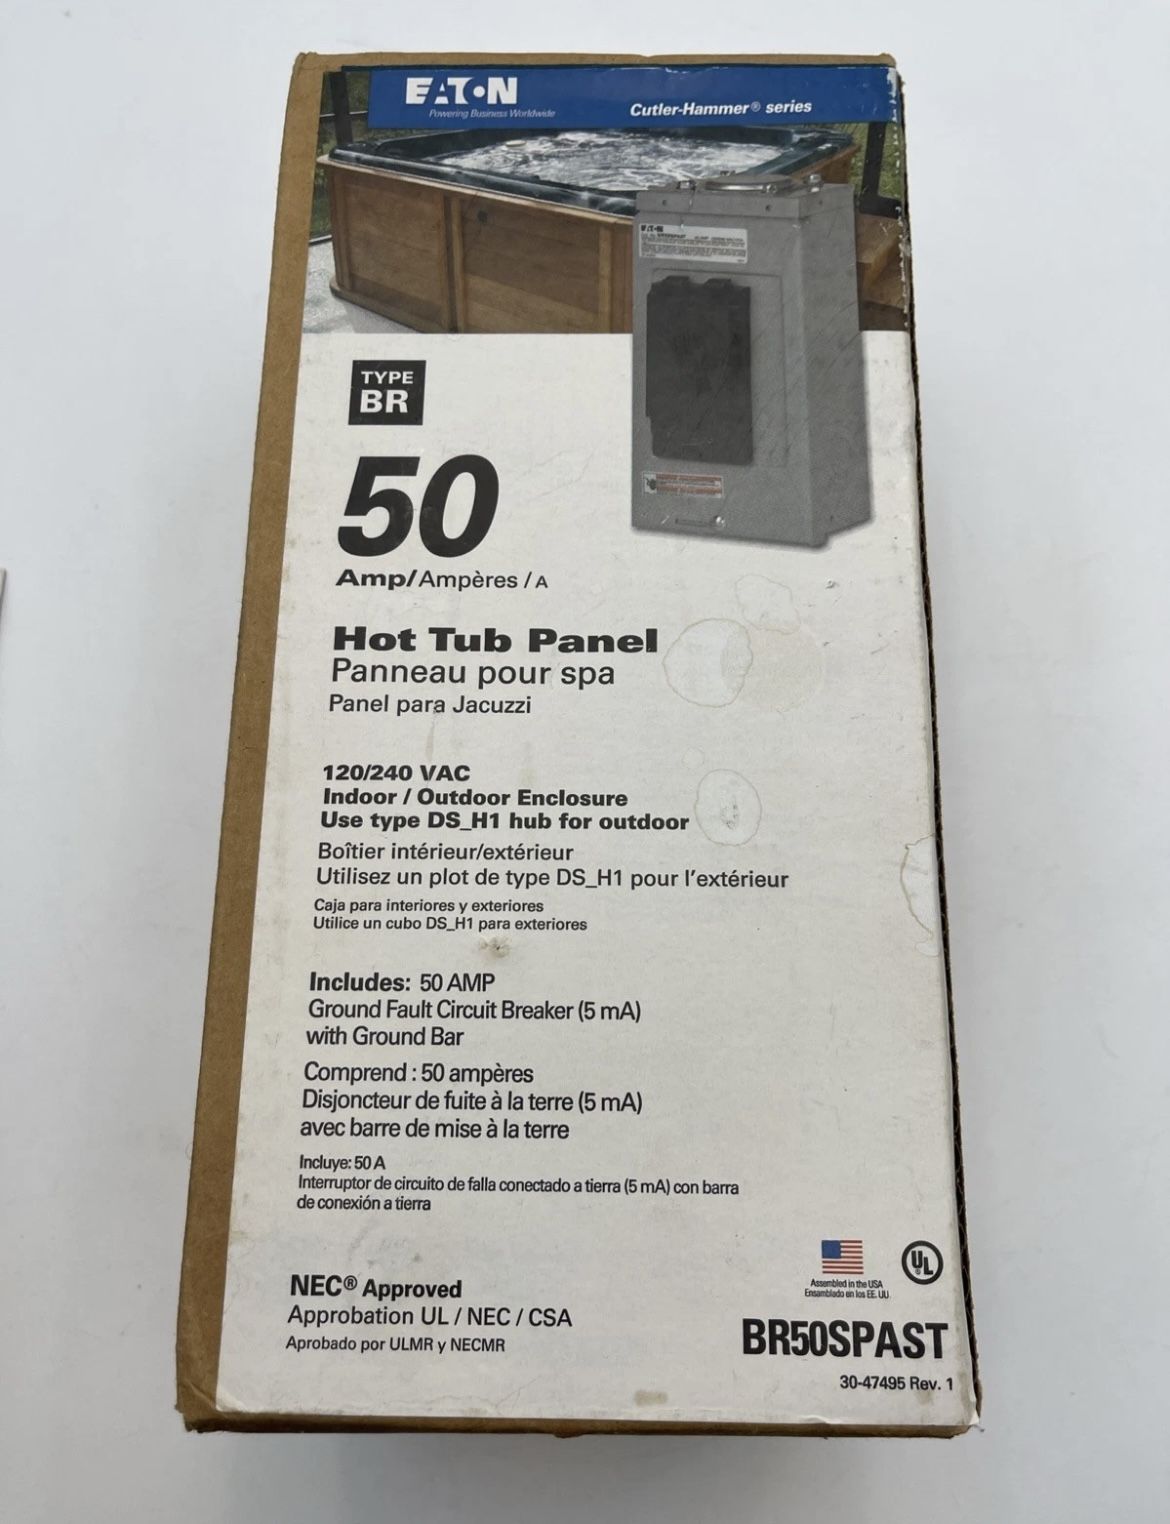 EATON
Powering Business Worldwide
Cutler-Hammer® series
EATON
TYPE
BR
50
Amp/Ampères / A
Hot Tub Panel
Panneau pour spa
Panel para Jacuzzi
120/240 VAC
Indoor / Outdoor Enclosure
Use type DS_H1 hub for outdoor
Boîtier intérieur/extérieur
Utilisez un plot de type DS_H1 pour l'extérieur
Caja para interiores y exteriores
Utilice un cubo DS_H1 para exteriores
Includes: 50 AMP
Ground Fault Circuit Breaker (5 mA)
with Ground Bar
Comprend : 50 ampères
Disjoncteur de fuite à la terre (5 mA)
avec barre de mise à la terre
Incluye: 50 A
Interruptor de circuito de falla conectado a tierra (5 mA) con barra
de conexión a tierra
NEC® Approved
Approbation UL / NEC / CSA
Aprobado por ULMR y NECMR
Assembled in the USA
Ensamblado en los EE. UU.
UL
BR50SPAST
30-47495 Rev. 1